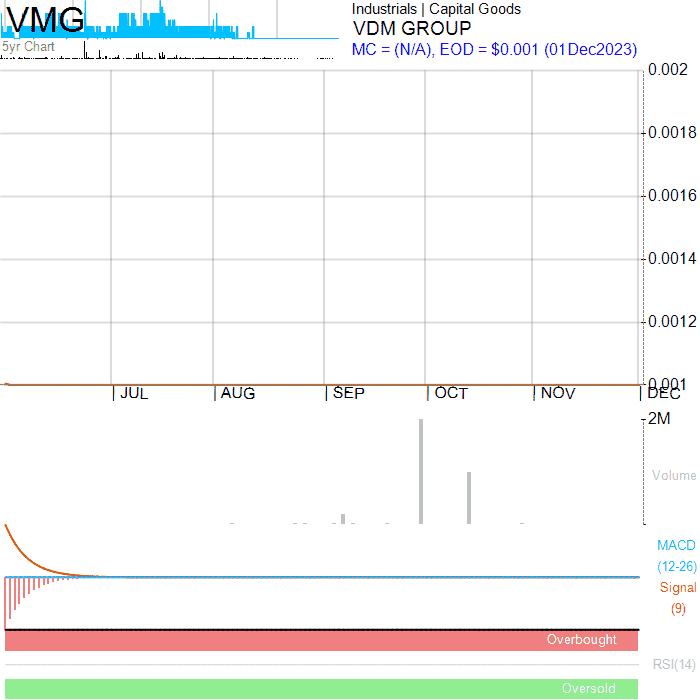 VMG
5yr Chart
Industrials | Capital Goods
VDM GROUP
MC = (N/A), EOD = $0.001 (01Dec2023)
0.002
0.0018
0.0016
0.0014
0.0012
0.001
JUL AUG SEP OCT NOV DEC
2M
Volume
MACD
(12-26)
Signal
(9)
Overbought
RSI(14)
Oversold